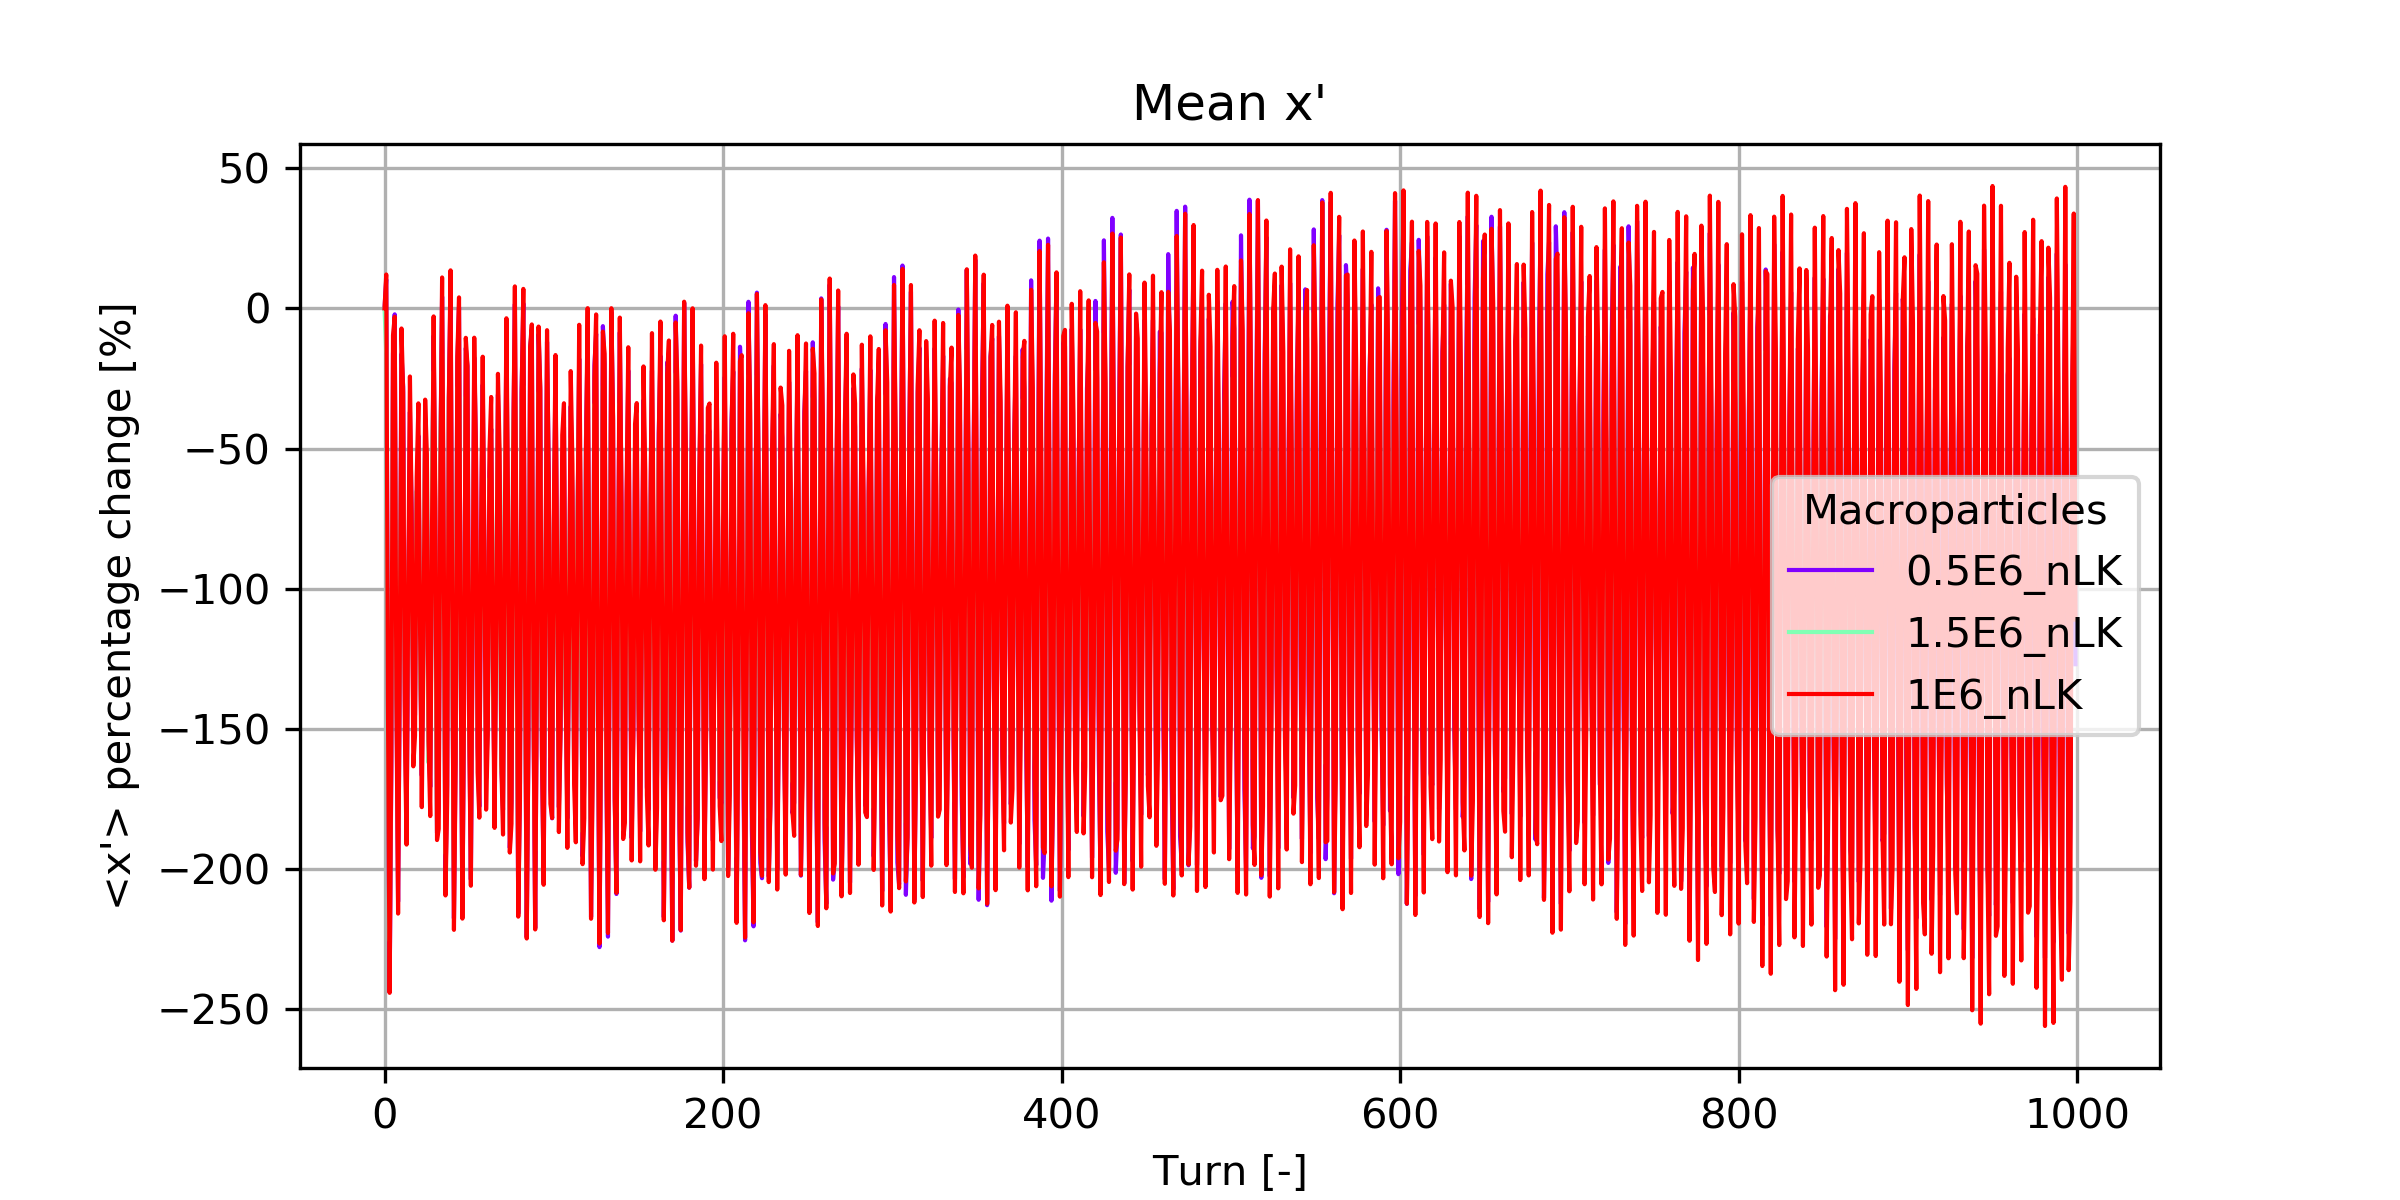 Mean x'
<x'> percentage change [%]
50
0
−50
−100
−150
−200
−250
Macroparticles
0.5E6_nLK
1.5E6_nLK
1E6_nLK
0 200 400 600 800 1000
Turn [-]